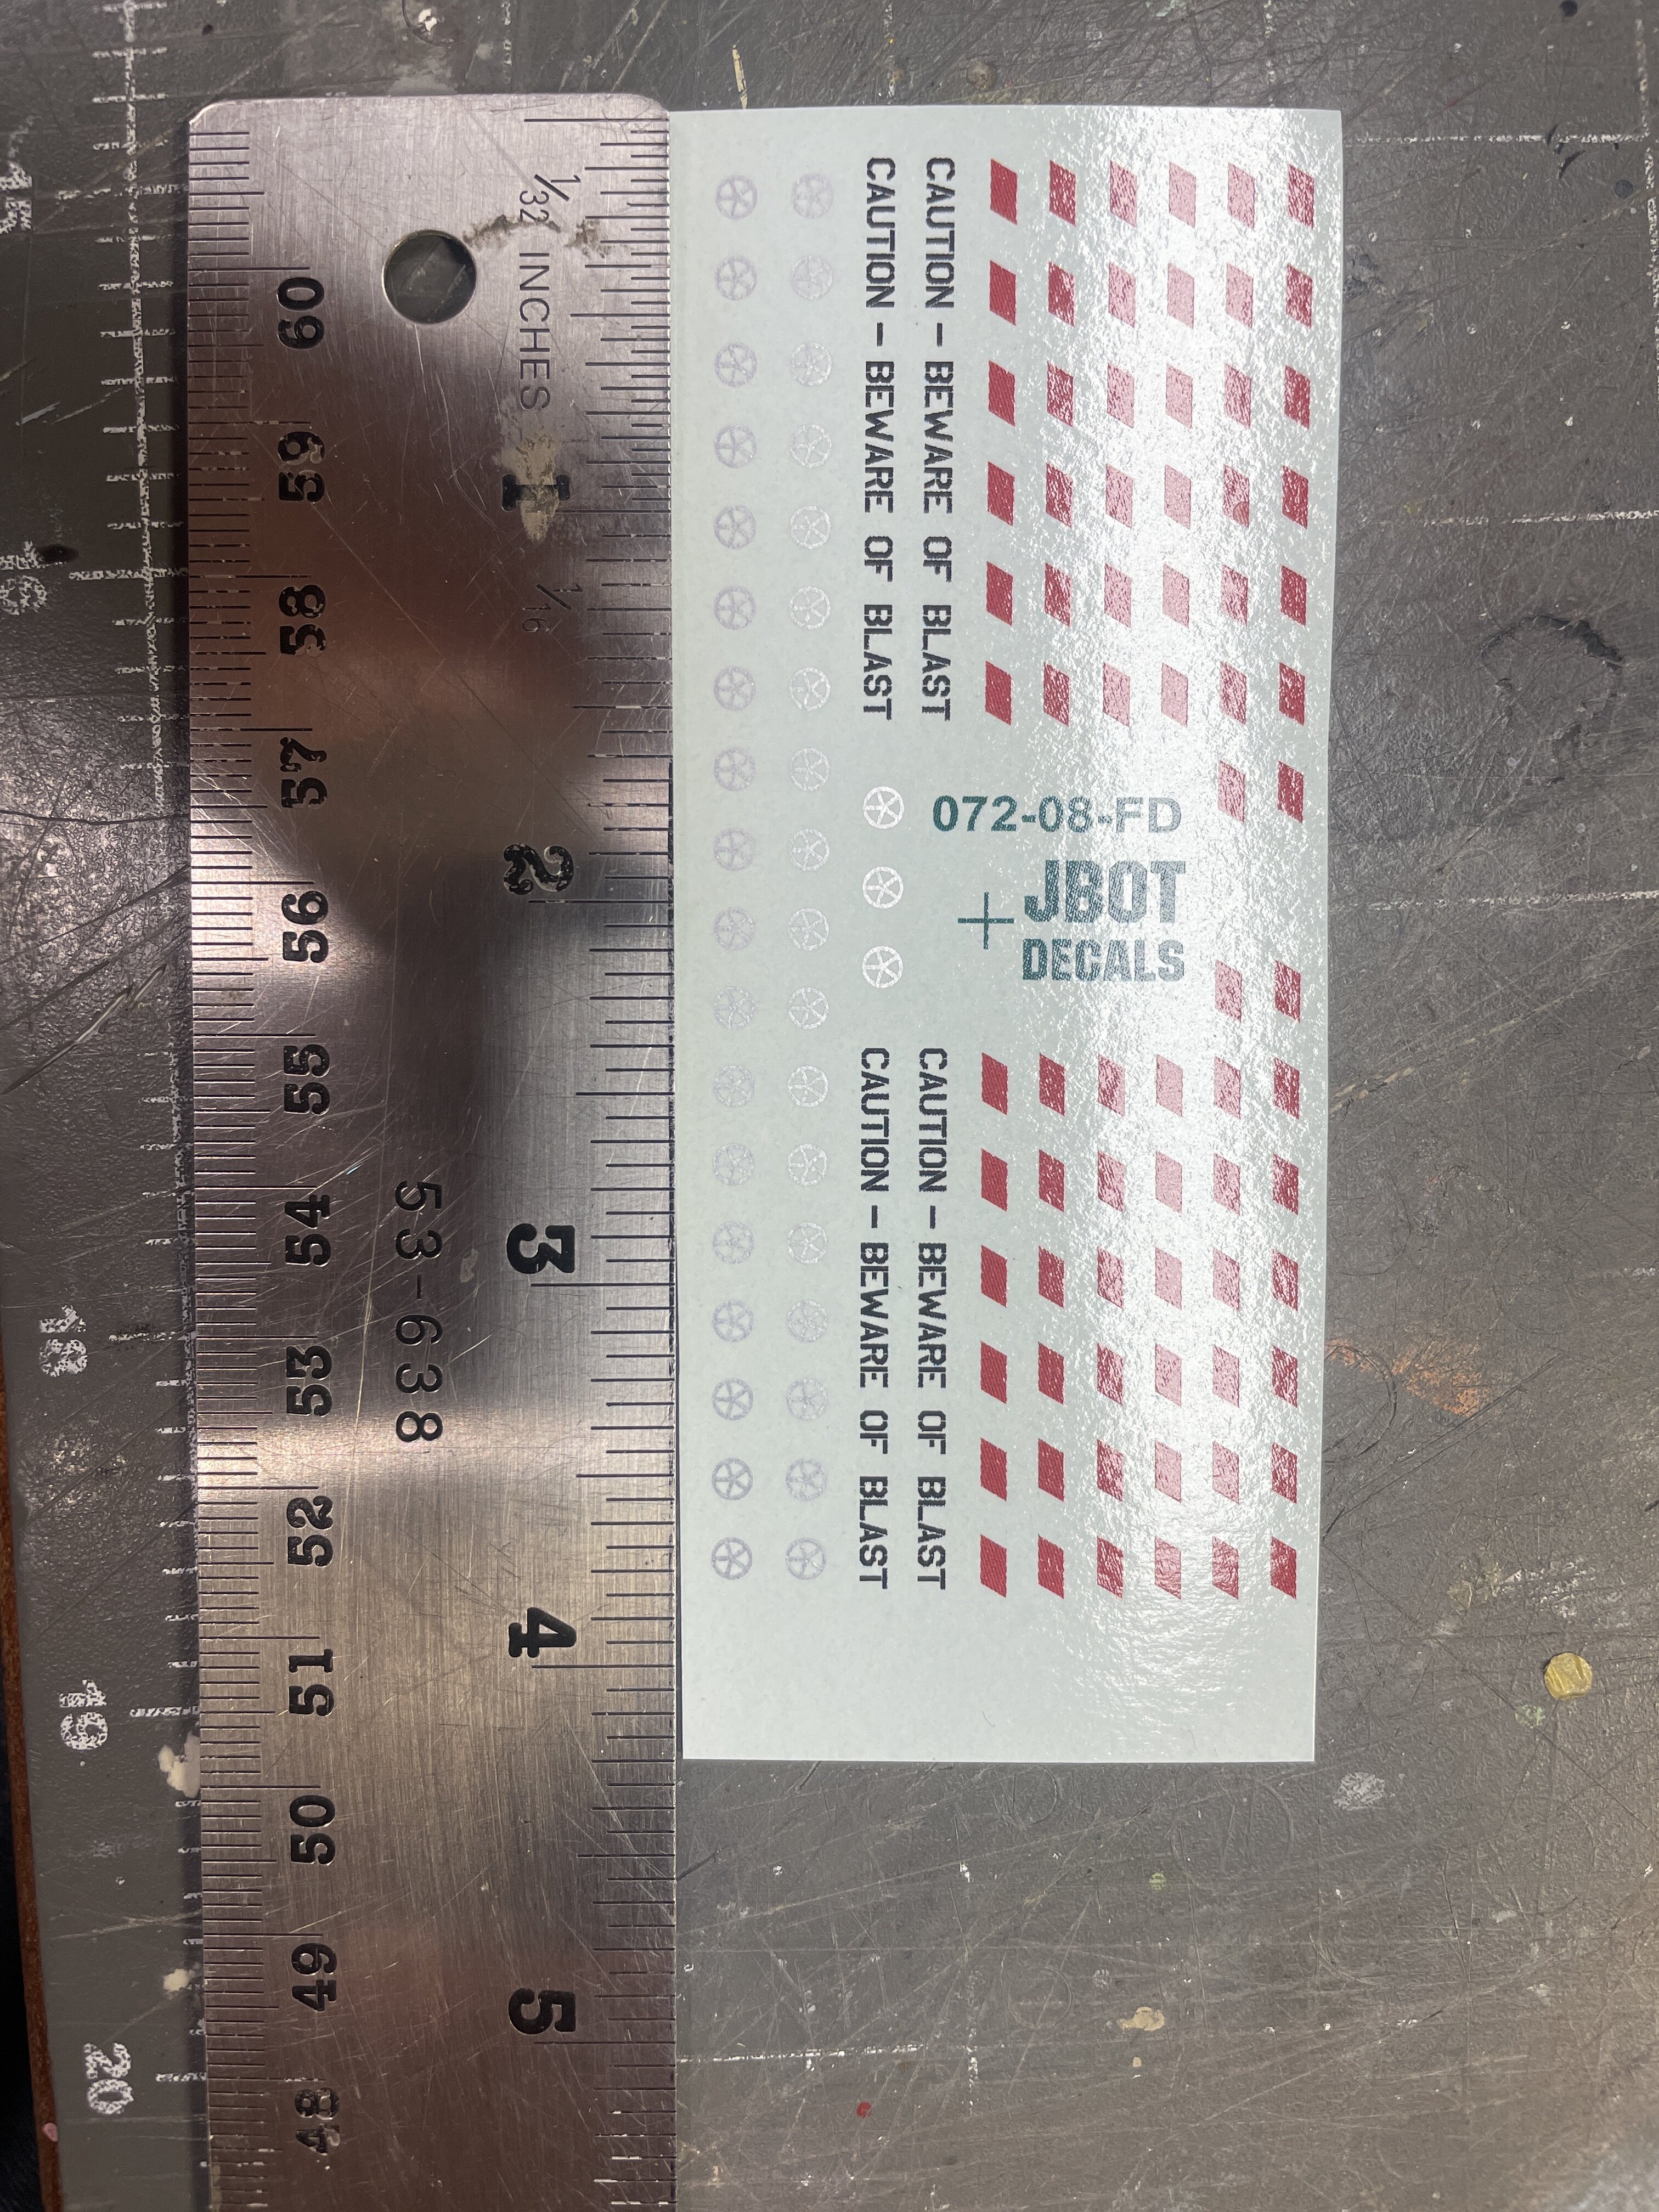 1/32 INCHES
1
1/16
2
3
4
5
60
59
58
57
56
55
54
53
52
51
50
49
48
53-638
CAUTION – BEWARE OF BLAST
CAUTION – BEWARE OF BLAST
072-08-FD
JBOT
DECALS
CAUTION – BEWARE OF BLAST
CAUTION – BEWARE OF BLAST
19
20